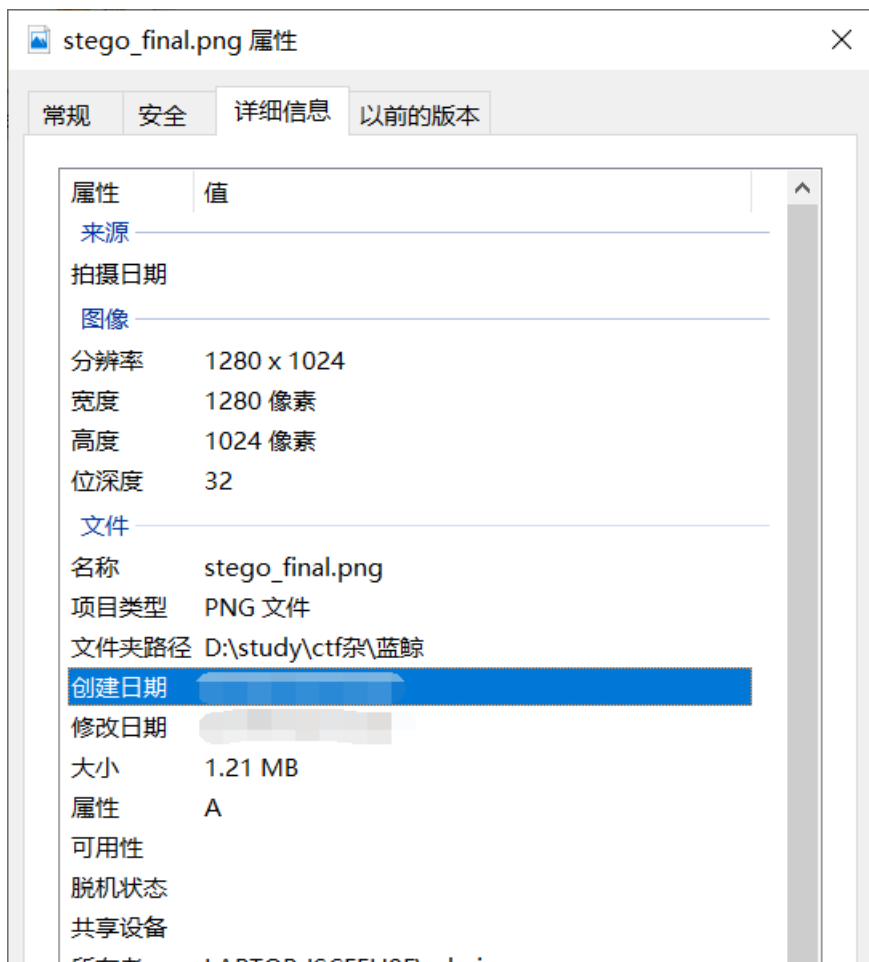 stego_final.png 属性
常规 安全 详细信息 以前的版本
属性 值
来源
拍摄日期
图像
分辨率 1280 x 1024
宽度 1280 像素
高度 1024 像素
位深度 32
文件
名称 stego_final.png
项目类型 PNG 文件
文件夹路径 D:\study\ctf杂\蓝鲸
创建日期
修改日期
大小 1.21 MB
属性 A
可用性
脱机状态
共享设备